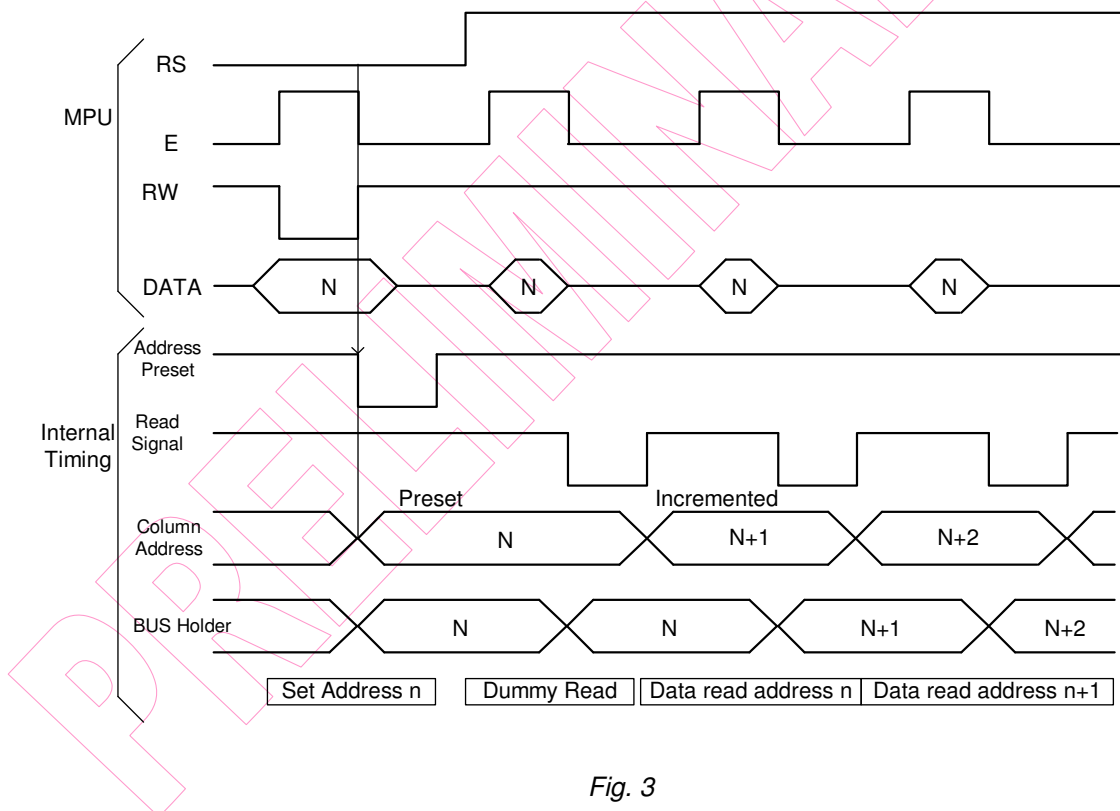 MPU
RS
E
RW
DATA
N
N
N
N
Internal
Timing
Address
Preset
Read
Signal
Preset
Incremented
Column
Address
N
N+1
N+2
BUS Holder
N
N
N+1
N+2
Set Address n
Dummy Read
Data read address n
Data read address n+1
Fig. 3
PRELIMINA